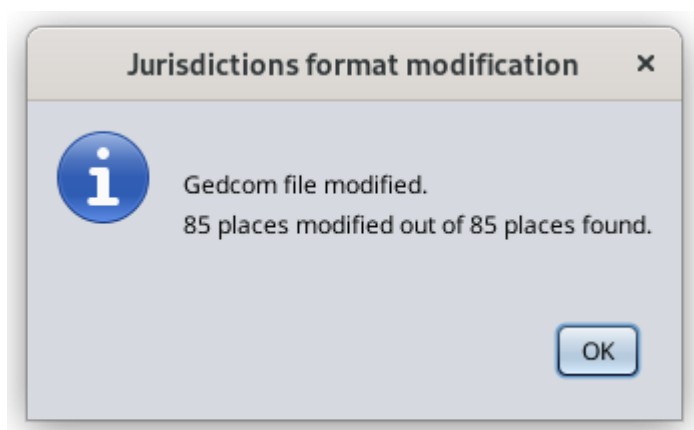 Jurisdictions format modification
Gedcom file modified.
85 places modified out of 85 places found.
OK